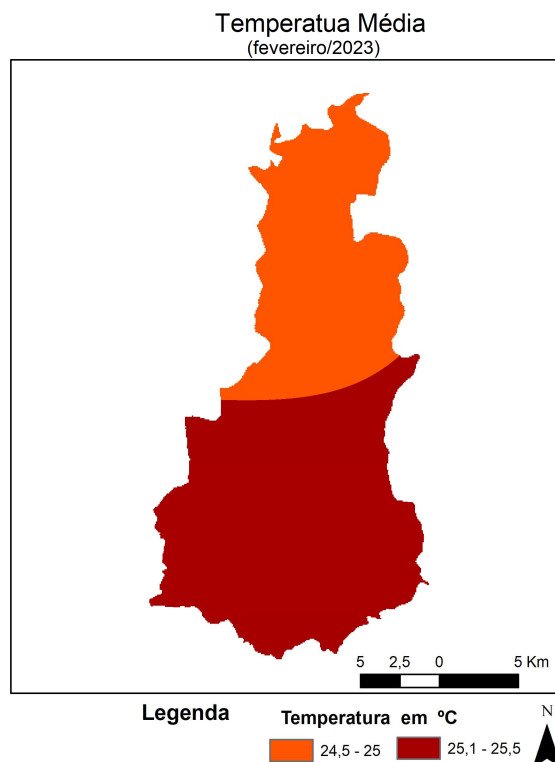 Temperatua Média
(fevereiro/2023)
5 2,5 0 5 Km
Legenda
Temperatura em ºC
N
24,5 - 25
25,1 - 25,5